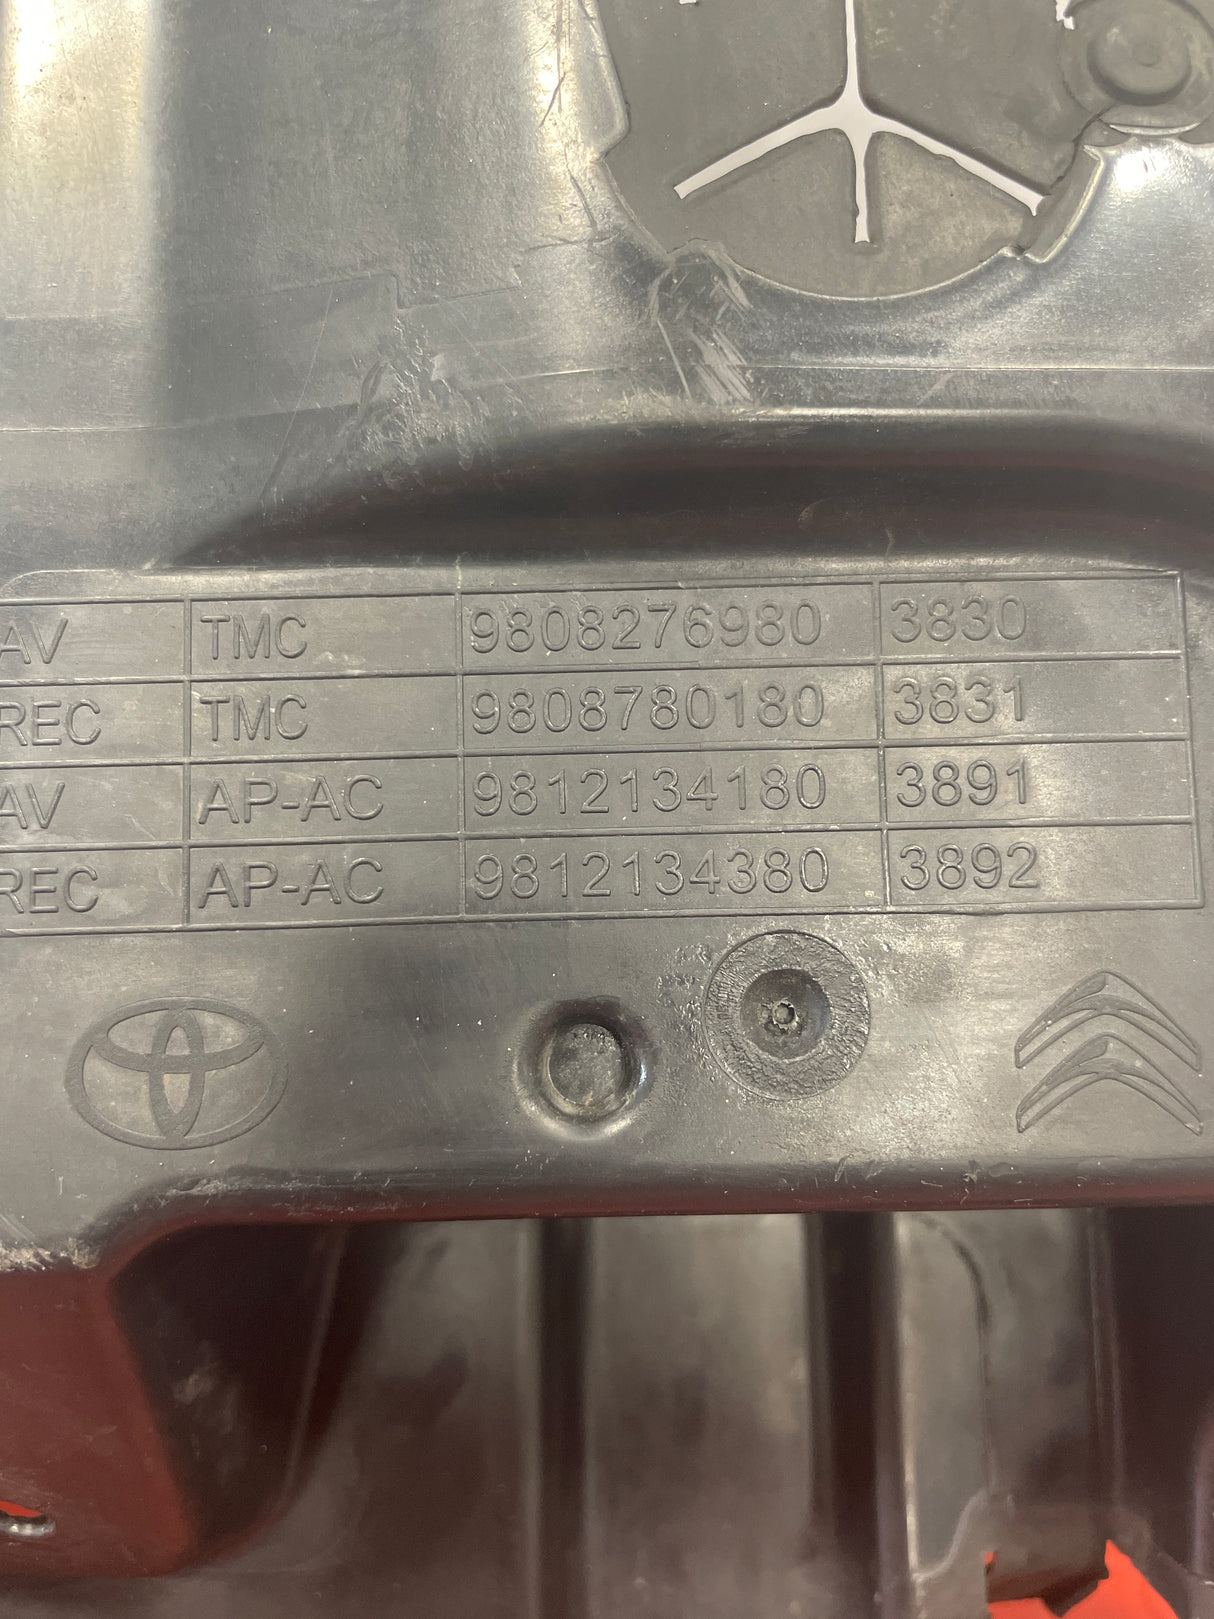 AV TMC 9808276980 3830
REC TMC 9808780180 3831
AV AP-AC 9812134180 3891
REC AP-AC 9812134380 3892